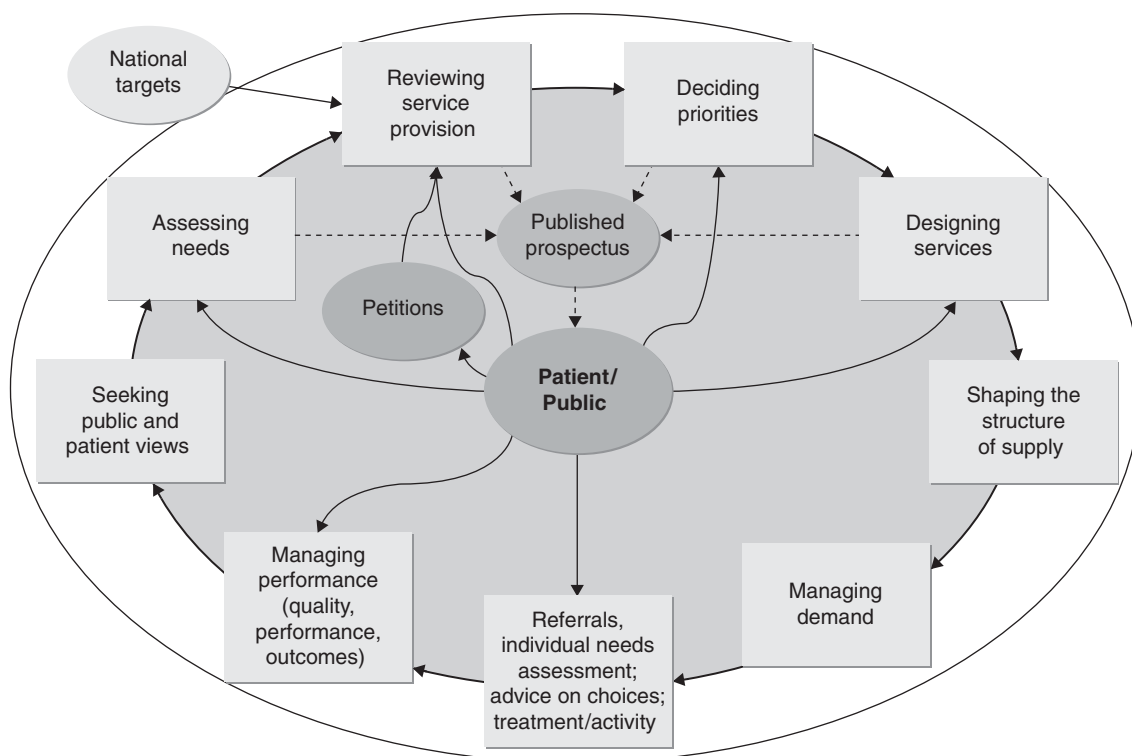 National
targets
Reviewing
service
provision
Deciding
priorities
Assessing
needs
Published
prospectus
Designing
services
Petitions
Patient/
Public
Seeking
public and
patient views
Shaping the
structure
of supply
Managing
performance
(quality,
performance,
outcomes)
Referrals,
individual needs
assessment;
advice on choices;
treatment/activity
Managing
demand